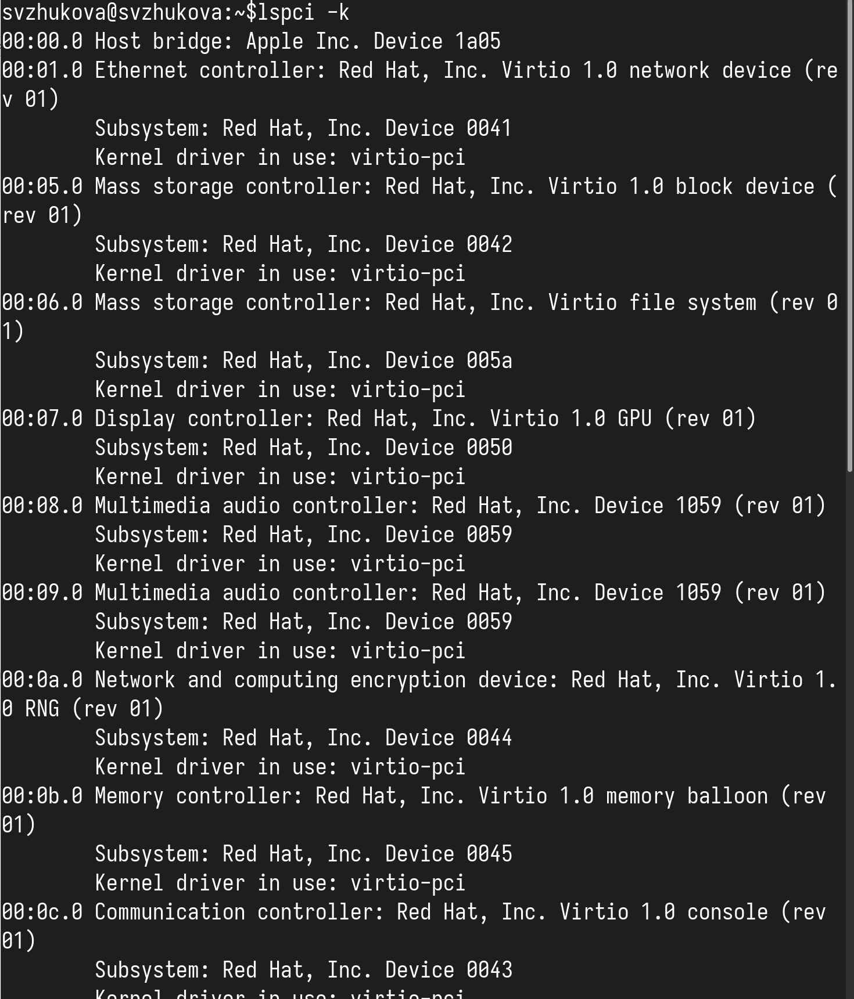 svzhukova@svzhukova:~$lspci -k
00:00.0 Host bridge: Apple Inc. Device 1a05
00:01.0 Ethernet controller: Red Hat, Inc. Virtio 1.0 network device (re
v 01)
        Subsystem: Red Hat, Inc. Device 0041
        Kernel driver in use: virtio-pci
00:05.0 Mass storage controller: Red Hat, Inc. Virtio 1.0 block device (
rev 01)
        Subsystem: Red Hat, Inc. Device 0042
        Kernel driver in use: virtio-pci
00:06.0 Mass storage controller: Red Hat, Inc. Virtio file system (rev 0
1)
        Subsystem: Red Hat, Inc. Device 005a
        Kernel driver in use: virtio-pci
00:07.0 Display controller: Red Hat, Inc. Virtio 1.0 GPU (rev 01)
        Subsystem: Red Hat, Inc. Device 0050
        Kernel driver in use: virtio-pci
00:08.0 Multimedia audio controller: Red Hat, Inc. Device 1059 (rev 01)
        Subsystem: Red Hat, Inc. Device 0059
        Kernel driver in use: virtio-pci
00:09.0 Multimedia audio controller: Red Hat, Inc. Device 1059 (rev 01)
        Subsystem: Red Hat, Inc. Device 0059
        Kernel driver in use: virtio-pci
00:0a.0 Network and computing encryption device: Red Hat, Inc. Virtio 1.
0 RNG (rev 01)
        Subsystem: Red Hat, Inc. Device 0044
        Kernel driver in use: virtio-pci
00:0b.0 Memory controller: Red Hat, Inc. Virtio 1.0 memory balloon (rev
01)
        Subsystem: Red Hat, Inc. Device 0045
        Kernel driver in use: virtio-pci
00:0c.0 Communication controller: Red Hat, Inc. Virtio 1.0 console (rev
01)
        Subsystem: Red Hat, Inc. Device 0043
        Kernel driver in use: virtio-pci